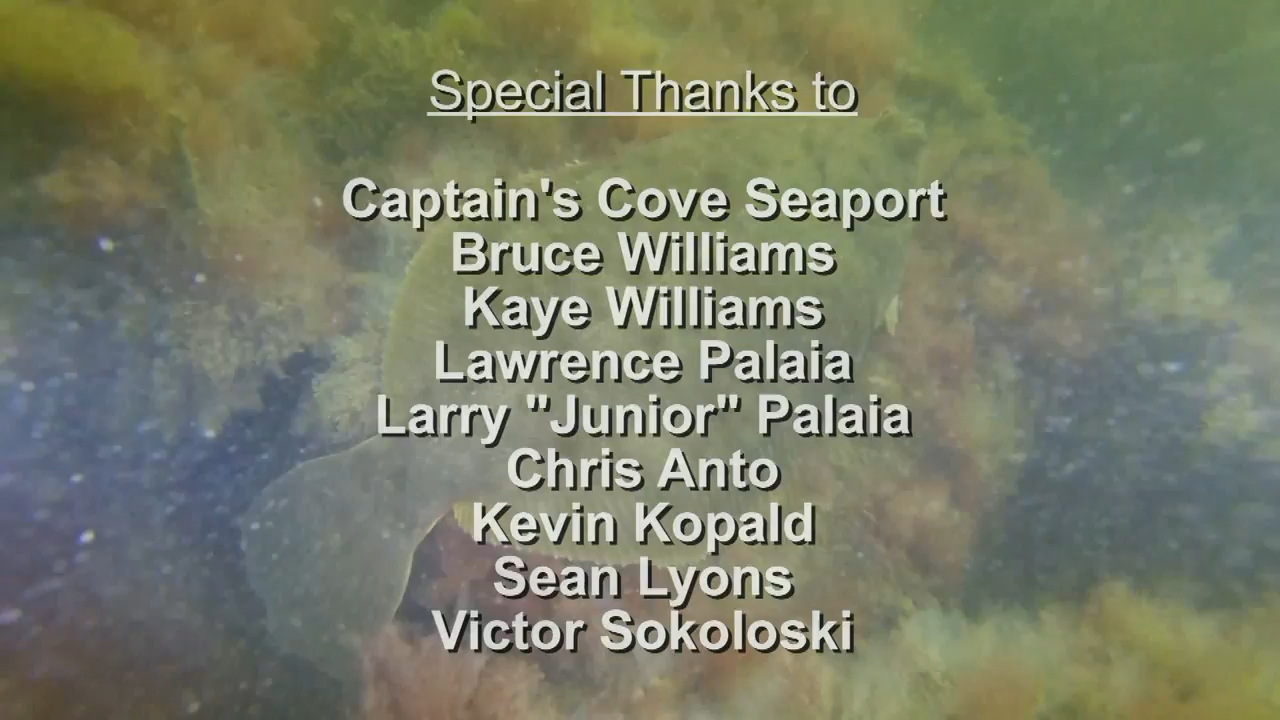 Special Thanks to
Captain's Cove Seaport
Bruce Williams
Kaye Williams
Lawrence Palaia
Larry "Junior" Palaia
Chris Anto
Kevin Kopald
Sean Lyons
Victor Sokoloski